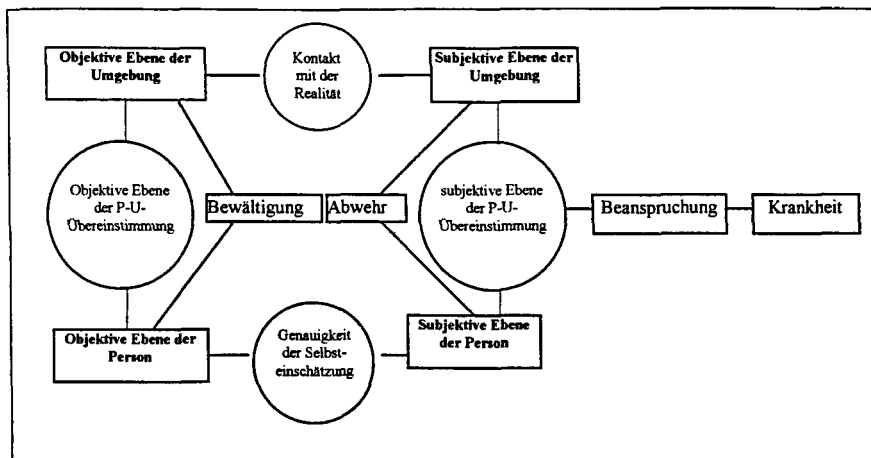 Objektive Ebene der
Umgebung
Kontakt
mit der
Realität
Subjektive Ebene der
Umgebung
Objektive Ebene
der P-U-
Übereinstimmung
Bewältigung
Abwehr
subjektive Ebene
der P-U-
Übereinstimmung
Beanspruchung
Krankheit
Objektive Ebene der
Person
Genauigkeit
der Selbst-
einschätzung
Subjektive Ebene
der Person